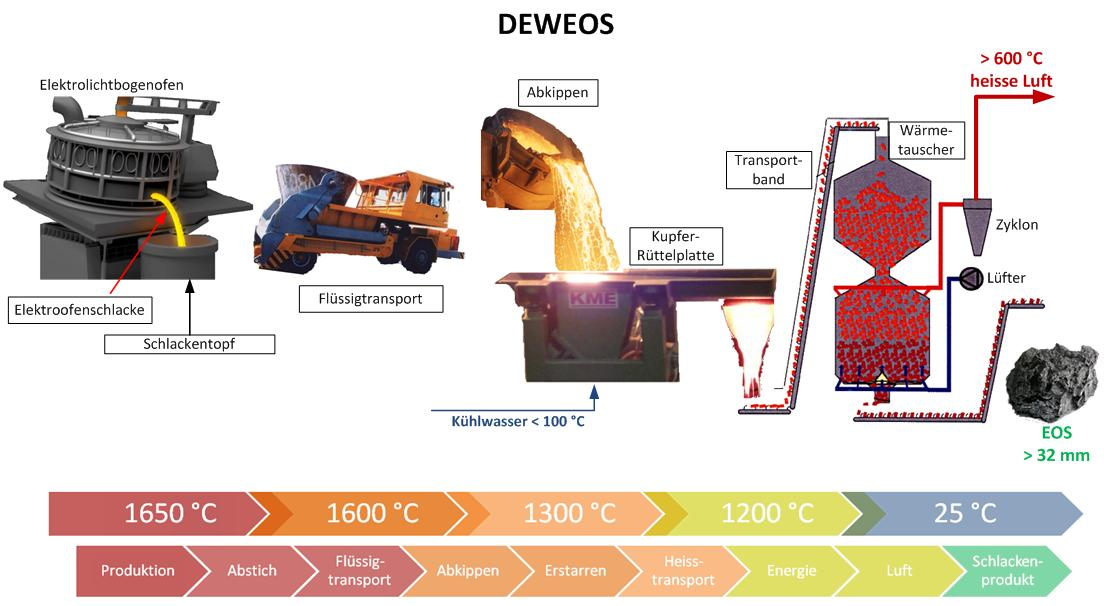 DEWEOS
Elektrolichtbogenofen
Elektroofenschlacke
Schlackentopf
Flüssigtransport
Abkippen
Kupfer-
Rüttelplatte
KME
Kühlwasser < 100 °C
Transport-
band
Wärme-
tauscher
> 600 °C
heisse Luft
Zyklon
Lüfter
EOS
> 32 mm
1650 °C
1600 °C
1300 °C
1200 °C
25 °C
Produktion
Abstich
Flüssig-
transport
Abkippen
Erstarren
Heiss-
transport
Energie
Luft
Schlacken-
produkt